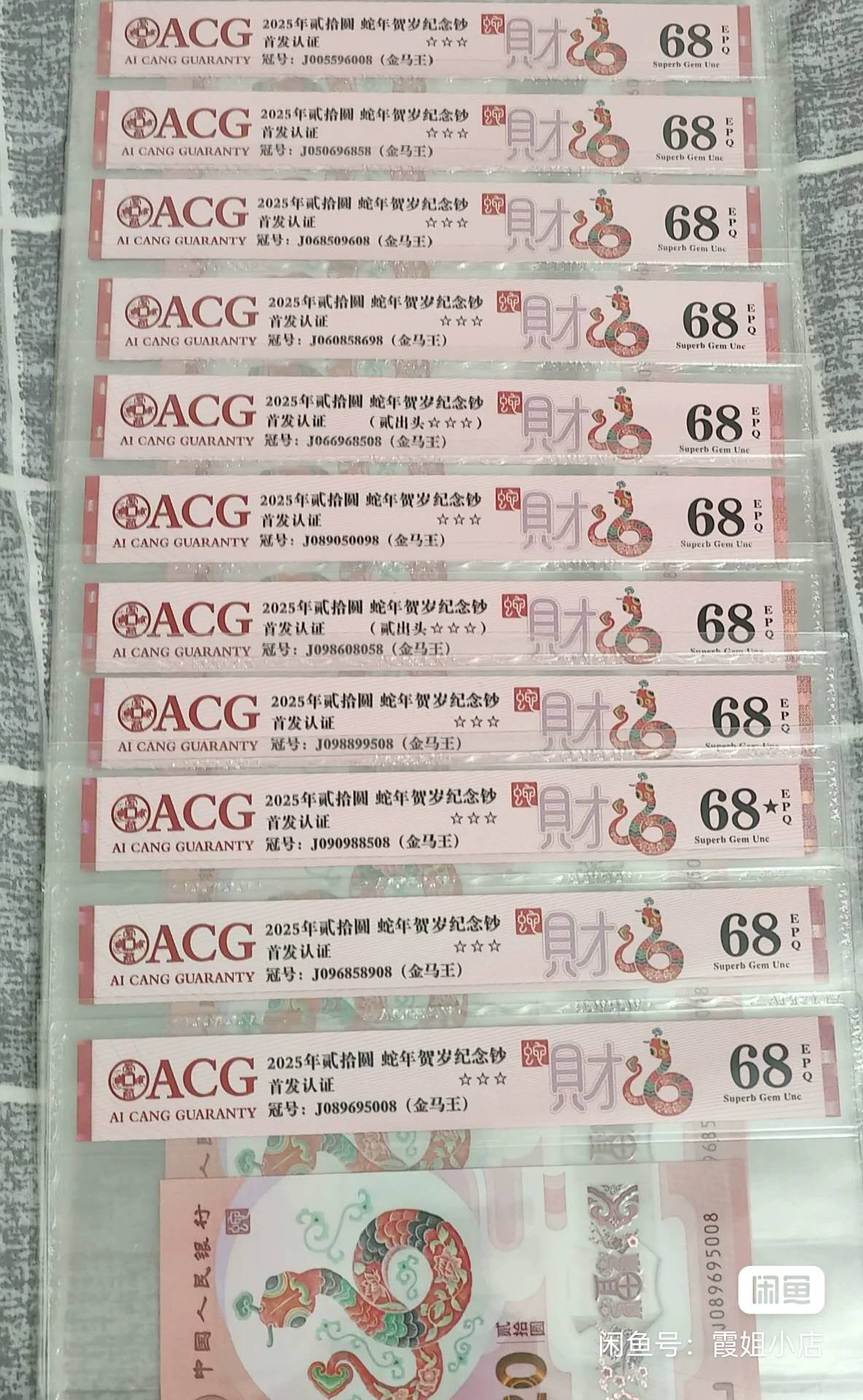 ACG
AI CANG GUARANTY
2025年贰拾圆 蛇年贺岁纪念钞
首发认证 ☆☆☆
冠号：J005596008（金马王）
財
68 EPQ
Superb Gem Unc
ACG
AI CANG GUARANTY
2025年贰拾圆 蛇年贺岁纪念钞
首发认证 ☆☆☆
冠号：J050696858（金马王）
財
68 EPQ
Superb Gem Unc
ACG
AI CANG GUARANTY
2025年贰拾圆 蛇年贺岁纪念钞
首发认证 ☆☆☆
冠号：J068509608（金马王）
財
68 EPQ
Superb Gem Unc
ACG
AI CANG GUARANTY
2025年贰拾圆 蛇年贺岁纪念钞
首发认证 ☆☆☆
冠号：J060858698（金马王）
財
68 EPQ
Superb Gem Unc
ACG
AI CANG GUARANTY
2025年贰拾圆 蛇年贺岁纪念钞
首发认证 （贰出头☆☆☆）
冠号：J066968508（金马王）
財
68 EPQ
Superb Gem Unc
ACG
AI CANG GUARANTY
2025年贰拾圆 蛇年贺岁纪念钞
首发认证 ☆☆☆
冠号：J089050098（金马王）
財
68 EPQ
Superb Gem Unc
ACG
AI CANG GUARANTY
2025年贰拾圆 蛇年贺岁纪念钞
首发认证 （贰出头☆☆☆）
冠号：J098608058（金马王）
財
68 EPQ
Superb Gem Unc
ACG
AI CANG GUARANTY
2025年贰拾圆 蛇年贺岁纪念钞
首发认证 ☆☆☆
冠号：J098899508（金马王）
財
68 EPQ
Superb Gem Unc
ACG
AI CANG GUARANTY
2025年贰拾圆 蛇年贺岁纪念钞
首发认证 ☆☆☆
冠号：J090988508（金马王）
財
68★ EPQ
Superb Gem Unc
ACG
AI CANG GUARANTY
2025年贰拾圆 蛇年贺岁纪念钞
首发认证 ☆☆☆
冠号：J096858908（金马王）
財
68 EPQ
Superb Gem Unc
ACG
AI CANG GUARANTY
2025年贰拾圆 蛇年贺岁纪念钞
首发认证 ☆☆☆
冠号：J089695008（金马王）
財
68 EPQ
Superb Gem Unc
中国人民银行
贰拾圆
20
J089695008
闲鱼
闲鱼号：霞姐小店